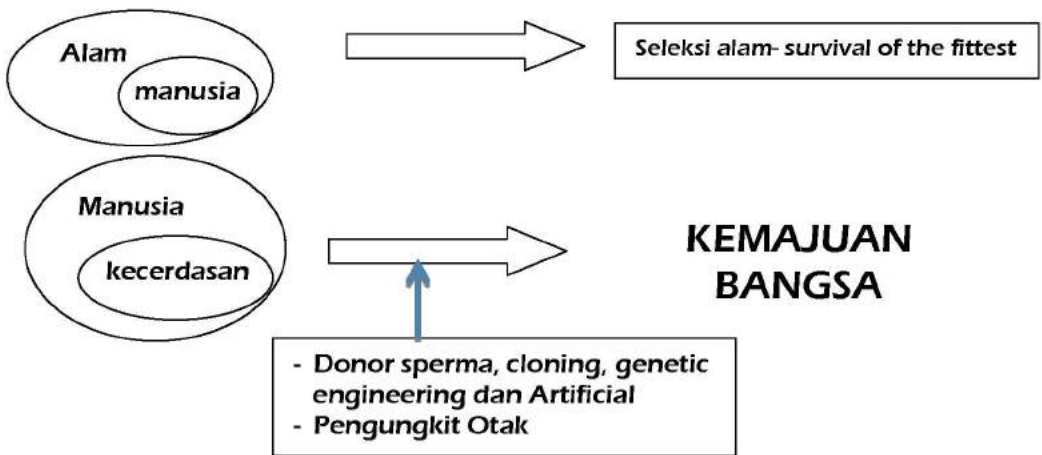 Alam
manusia
Seleksi alam- survival of the fittest
Manusia
kecerdasan
KEMAJUAN
BANGSA
- Donor sperma, cloning, genetic
engineering dan Artificial
- Pengungkit Otak